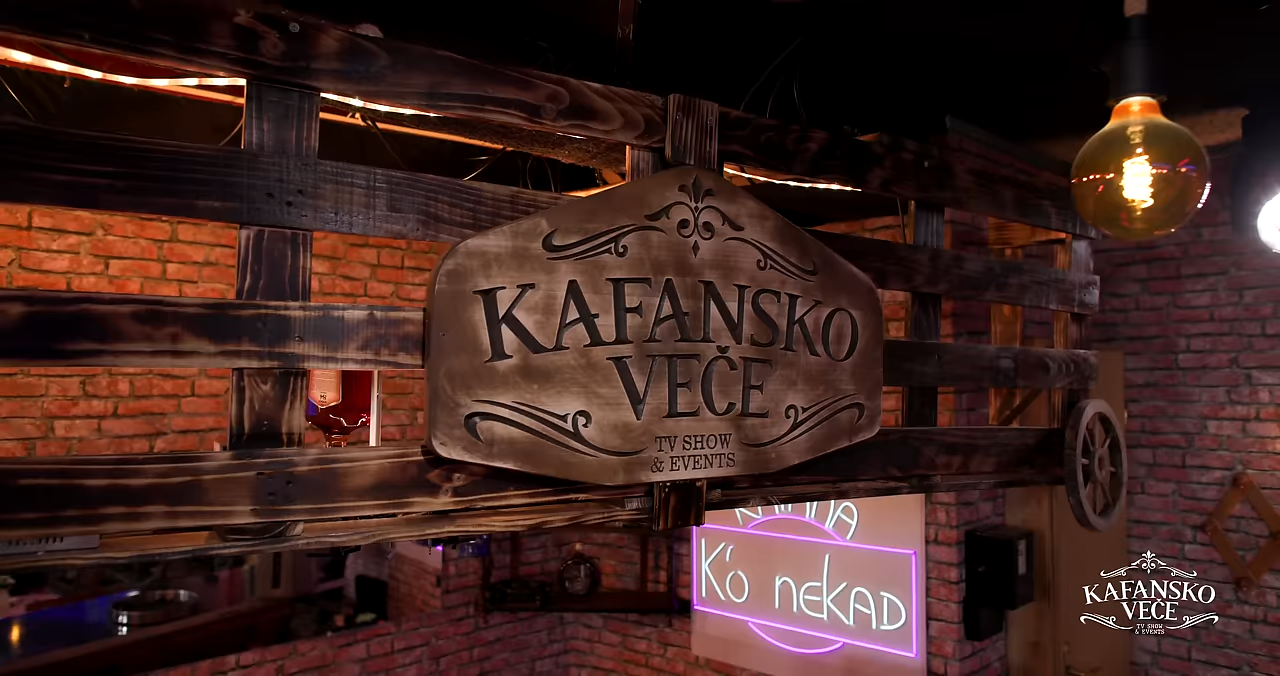 KAFANSKO
VEČE
TV SHOW
& EVENTS
K'o nekad
KAFANSKO
VEČE
TV SHOW
& EVENTS